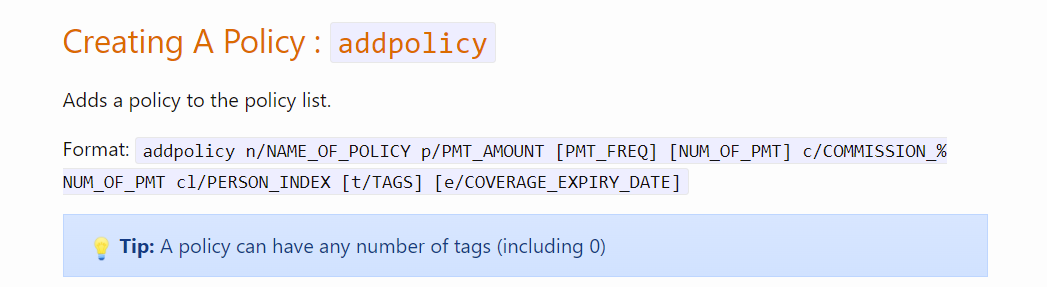 Creating A Policy : addpolicy
Adds a policy to the policy list.
Format: addpolicy n/NAME_OF_POLICY p/PMT_AMOUNT [PMT_FREQ] [NUM_OF_PMT] c/COMMISSION_%
NUM_OF_PMT cl/PERSON_INDEX [t/TAGS] [e/COVERAGE_EXPIRY_DATE]
Tip: A policy can have any number of tags (including 0)